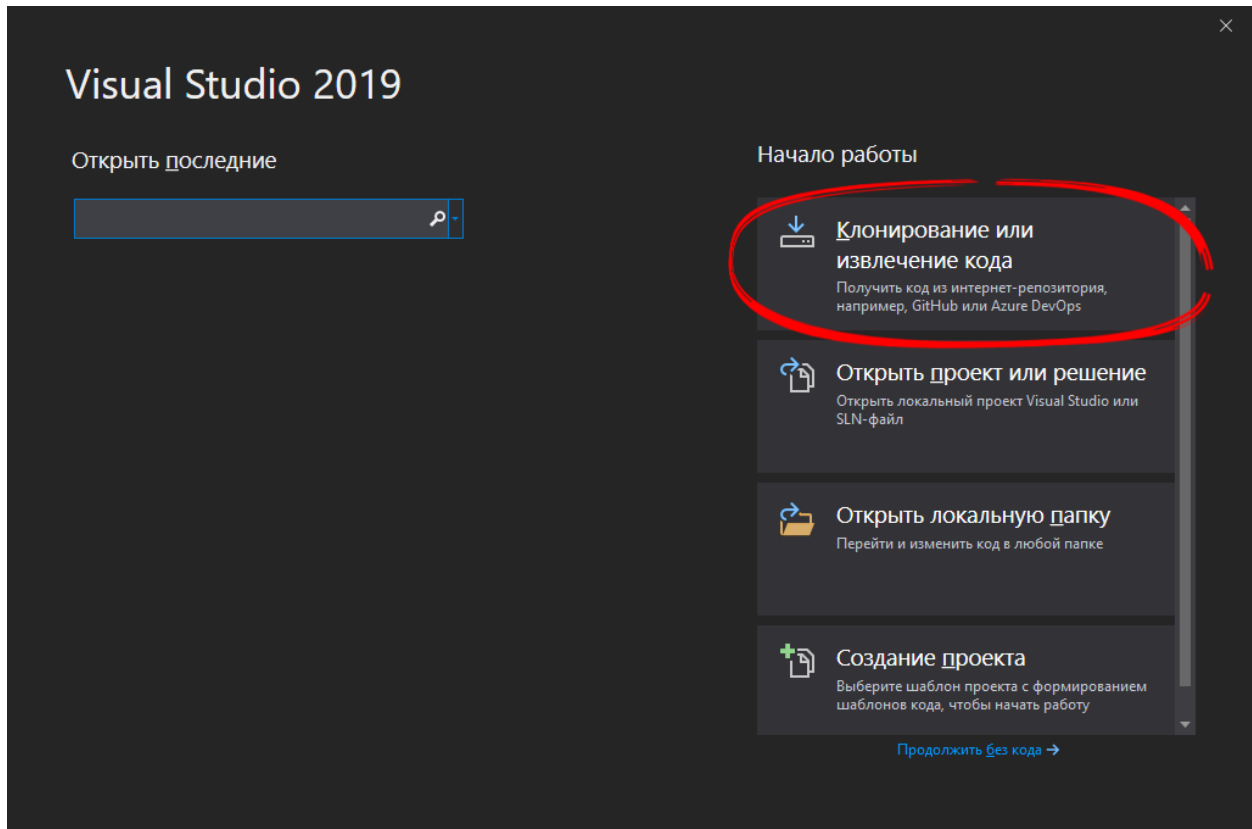 Visual Studio 2019
Открыть последние
Начало работы
Клонирование или
извлечение кода
Получить код из интернет-репозитория,
например, GitHub или Azure DevOps
Открыть проект или решение
Открыть локальный проект Visual Studio или
SLN-файл
Открыть локальную папку
Перейти и изменить код в любой папке
Создание проекта
Выберите шаблон проекта с формированием
шаблонов кода, чтобы начать работу
Продолжить без кода →